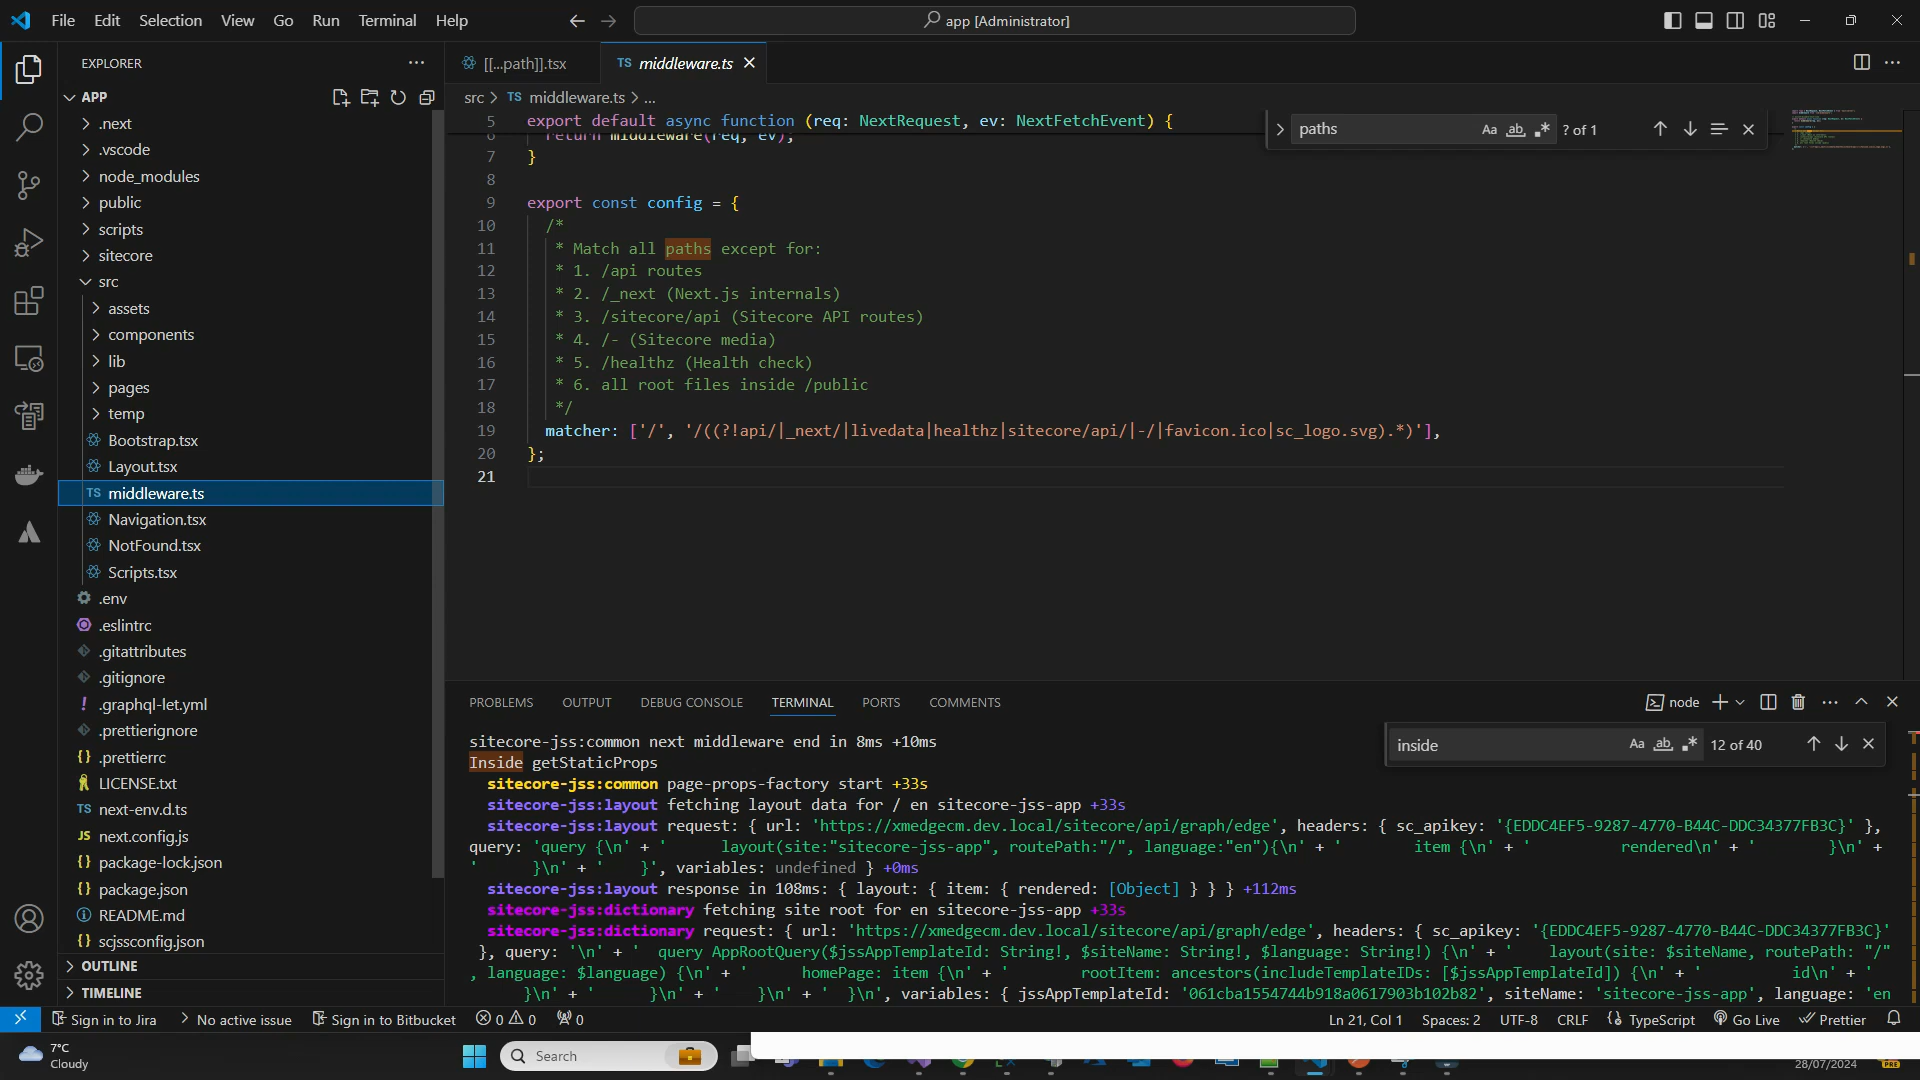 File Edit Selection View Go Run Terminal Help
app [Administrator]
EXPLORER
[[...path]].tsx
TS middleware.ts
APP
.next
.vscode
node_modules
public
scripts
sitecore
src
assets
components
lib
pages
temp
Bootstrap.tsx
Layout.tsx
TS middleware.ts
Navigation.tsx
NotFound.tsx
Scripts.tsx
.env
.eslintrc
.gitattributes
.gitignore
! .graphql-let.yml
.prettierignore
{} .prettierrc
LICENSE.txt
TS next-env.d.ts
JS next.config.js
{} package-lock.json
{} package.json
README.md
{} scjssconfig.json
OUTLINE
TIMELINE
src > TS middleware.ts > ...
paths
Aa ab .* ? of 1
5 export default async function (req: NextRequest, ev: NextFetchEvent) {
6 return middleware(req, ev);
7 }
8
9 export const config = {
10 /*
11 * Match all paths except for:
12 * 1. /api routes
13 * 2. /_next (Next.js internals)
14 * 3. /sitecore/api (Sitecore API routes)
15 * 4. /- (Sitecore media)
16 * 5. /healthz (Health check)
17 * 6. all root files inside /public
18 */
19 matcher: ['/', '/((?!api/|_next/|livedata|healthz|sitecore/api/|-/|favicon.ico|sc_logo.svg).*)'],
20 };
21
PROBLEMS OUTPUT DEBUG CONSOLE TERMINAL PORTS COMMENTS
node
inside
Aa ab .* 12 of 40
sitecore-jss:common next middleware end in 8ms +10ms
Inside getStaticProps
sitecore-jss:common page-props-factory start +33s
sitecore-jss:layout fetching layout data for / en sitecore-jss-app +33s
sitecore-jss:layout request: { url: 'https://xmedgecm.dev.local/sitecore/api/graph/edge', headers: { sc_apikey: '{EDDC4EF5-9287-4770-B44C-DDC34377FB3C}' },
query: 'query {\n' + ' layout(site:"sitecore-jss-app", routePath:"/", language:"en"){\n' + ' item {\n' + ' rendered\n' + ' }\n' +
' }\n' + ' }', variables: undefined } +0ms
sitecore-jss:layout response in 108ms: { layout: { item: { rendered: [Object] } } } +112ms
sitecore-jss:dictionary fetching site root for en sitecore-jss-app +33s
sitecore-jss:dictionary request: { url: 'https://xmedgecm.dev.local/sitecore/api/graph/edge', headers: { sc_apikey: '{EDDC4EF5-9287-4770-B44C-DDC34377FB3C}'
}, query: '\n' + ' query AppRootQuery($jssAppTemplateId: String!, $siteName: String!, $language: String!) {\n' + ' layout(site: $siteName, routePath: "/"
, language: $language) {\n' + ' homePage: item {\n' + ' rootItem: ancestors(includeTemplateIDs: [$jssAppTemplateId]) {\n' + ' id\n' + '
}\n' + ' }\n' + ' }\n' + ' }\n', variables: { jssAppTemplateId: '061cba1554744b918a0617903b102b82', siteName: 'sitecore-jss-app', language: 'en
Sign in to Jira No active issue Sign in to Bitbucket 0 0 0
Ln 21, Col 1 Spaces: 2 UTF-8 CRLF TypeScript Go Live Prettier
7°C
Cloudy
Search
28/07/2024
PRE